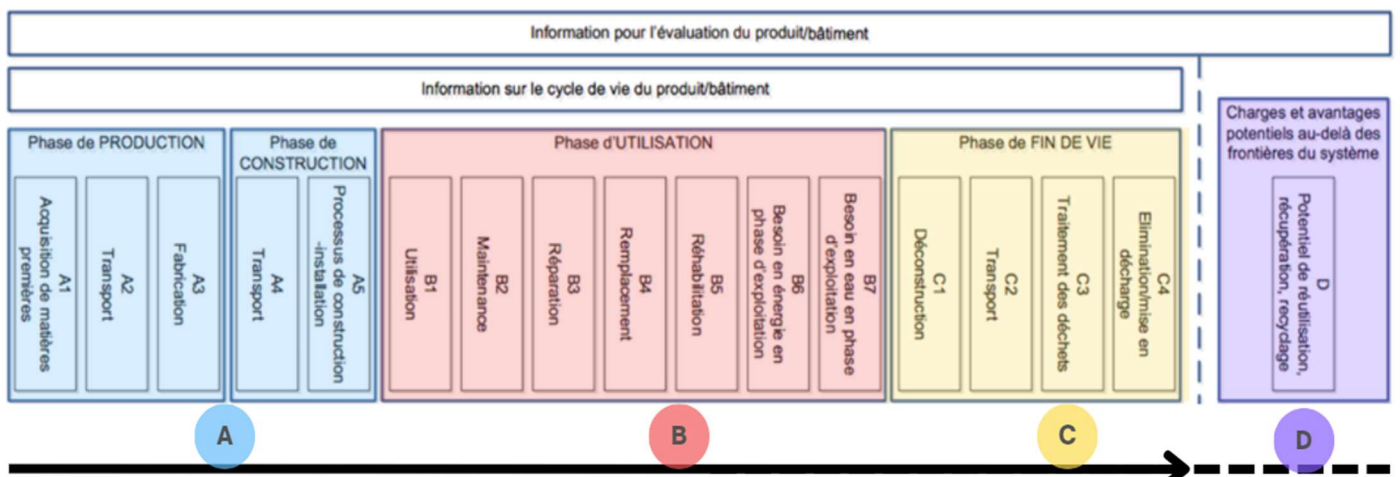 Information pour l'évaluation du produit/bâtiment
Information sur le cycle de vie du produit/bâtiment
Phase de PRODUCTION
A1
Acquisition de matières
premières
A2
Transport
A3
Fabrication
Phase de
CONSTRUCTION
A4
Transport
A5
Processus de construction
-installation
Phase d'UTILISATION
B1
Utilisation
B2
Maintenance
B3
Réparation
B4
Remplacement
B5
Réhabilitation
B6
Besoin en énergie en
phase d'exploitation
B7
Besoin en eau en phase
d'exploitation
Phase de FIN DE VIE
C1
Déconstruction
C2
Transport
C3
Traitement des déchets
C4
Elimination/mise en
décharge
Charges et avantages
potentiels au-delà des
frontières du système
D
Potentiel de réutilisation,
récupération, recyclage
A
B
C
D